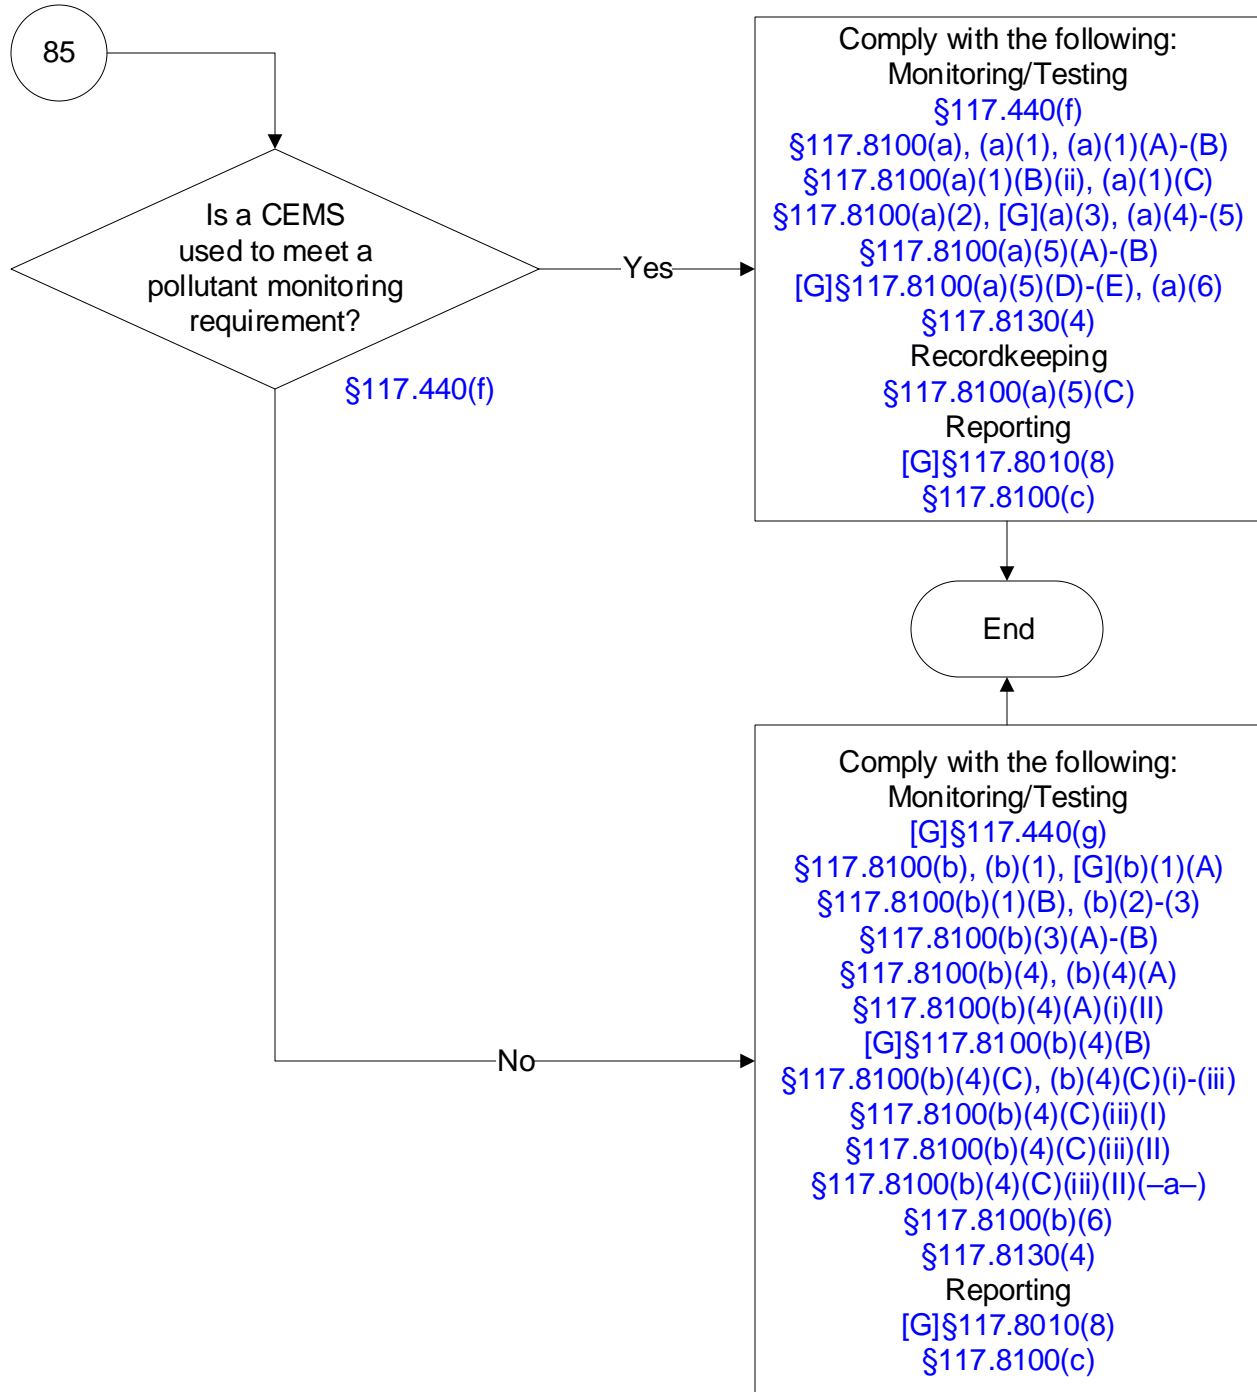 85
Is a CEMS
used to meet a
pollutant monitoring
requirement?
§117.440(f)
Yes
Comply with the following:
Monitoring/Testing
§117.440(f)
§117.8100(a), (a)(1), (a)(1)(A)-(B)
§117.8100(a)(1)(B)(ii), (a)(1)(C)
§117.8100(a)(2), [G](a)(3), (a)(4)-(5)
§117.8100(a)(5)(A)-(B)
[G]§117.8100(a)(5)(D)-(E), (a)(6)
§117.8130(4)
Recordkeeping
§117.8100(a)(5)(C)
Reporting
[G]§117.8010(8)
§117.8100(c)
End
No
Comply with the following:
Monitoring/Testing
[G]§117.440(g)
§117.8100(b), (b)(1), [G](b)(1)(A)
§117.8100(b)(1)(B), (b)(2)-(3)
§117.8100(b)(3)(A)-(B)
§117.8100(b)(4), (b)(4)(A)
§117.8100(b)(4)(A)(i)(II)
[G]§117.8100(b)(4)(B)
§117.8100(b)(4)(C), (b)(4)(C)(i)-(iii)
§117.8100(b)(4)(C)(iii)(I)
§117.8100(b)(4)(C)(iii)(II)
§117.8100(b)(4)(C)(iii)(II)(–a–)
§117.8100(b)(6)
§117.8130(4)
Reporting
[G]§117.8010(8)
§117.8100(c)